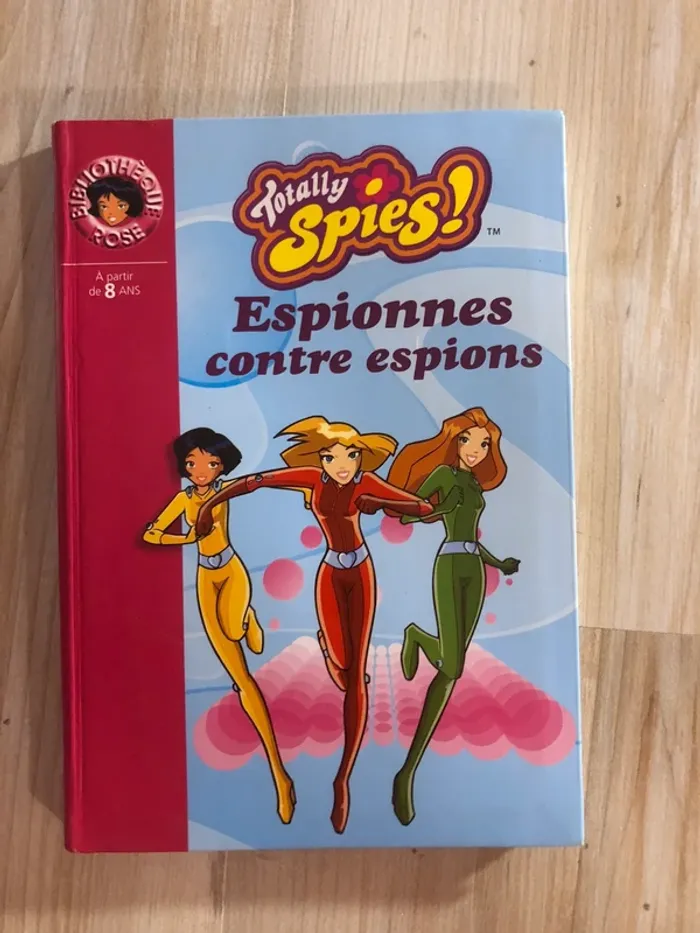 BIBLIOTHÈQUE
ROSE
À partir
de 8 ANS
Totally
Spies!
TM
Espionnes
contre espions